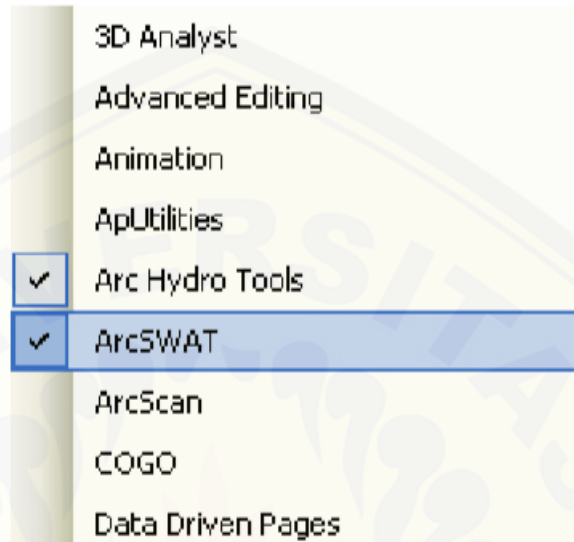 3D Analyst
Advanced Editing
Animation
ApUtilities
Arc Hydro Tools
ArcSWAT
ArcScan
COGO
Data Driven Pages